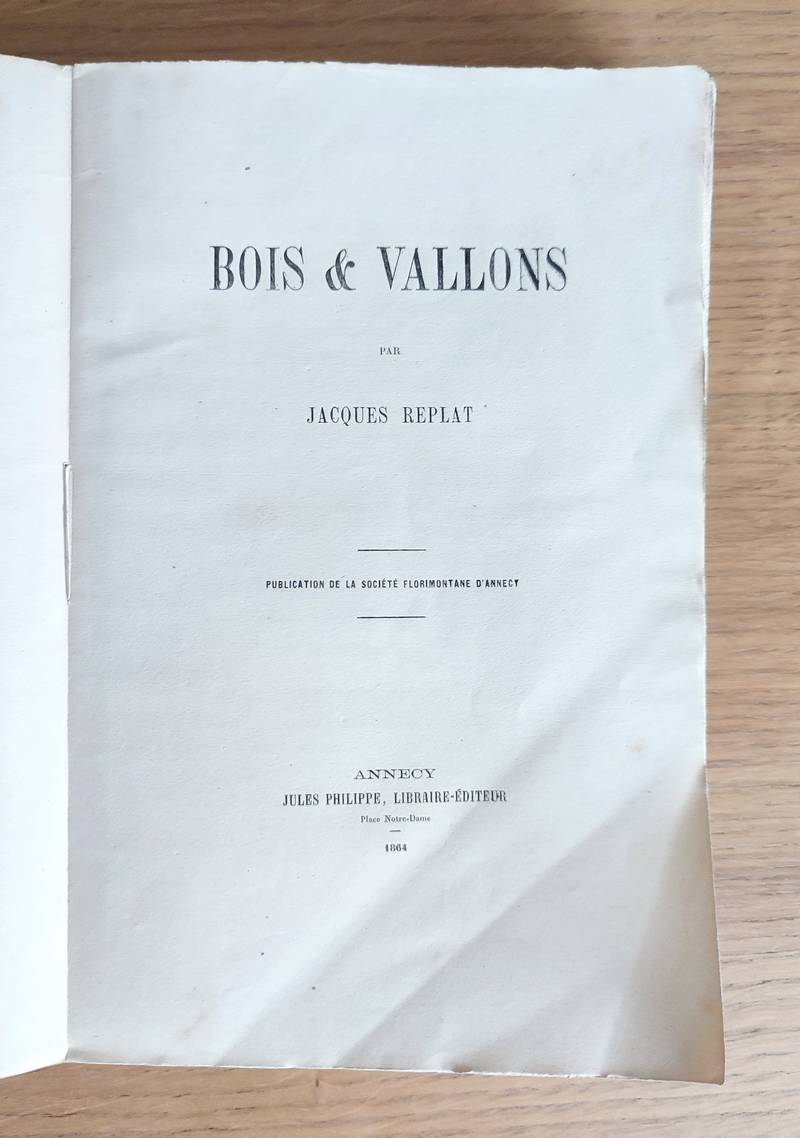 BOIS & VALLONS
PAR
JACQUES REPLAT
PUBLICATION DE LA SOCIÉTÉ FLORIMONTANE D'ANNECY
ANNECY
JULES PHILIPPE, LIBRAIRE-ÉDITEUR
Place Notre-Dame
1864